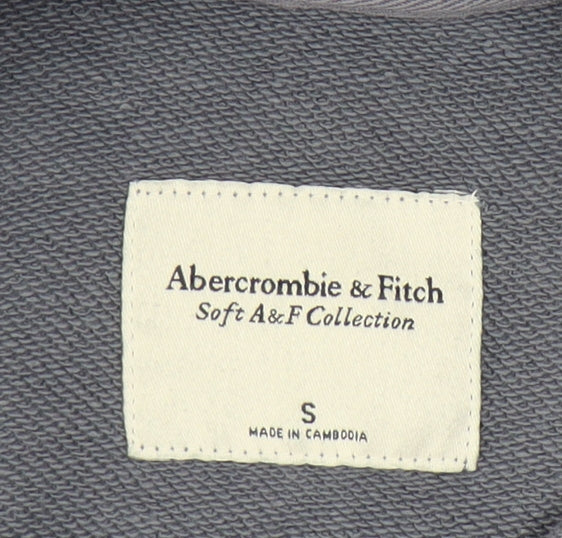 Abercrombie & Fitch
Soft A&F Collection
S
MADE IN CAMBODIA